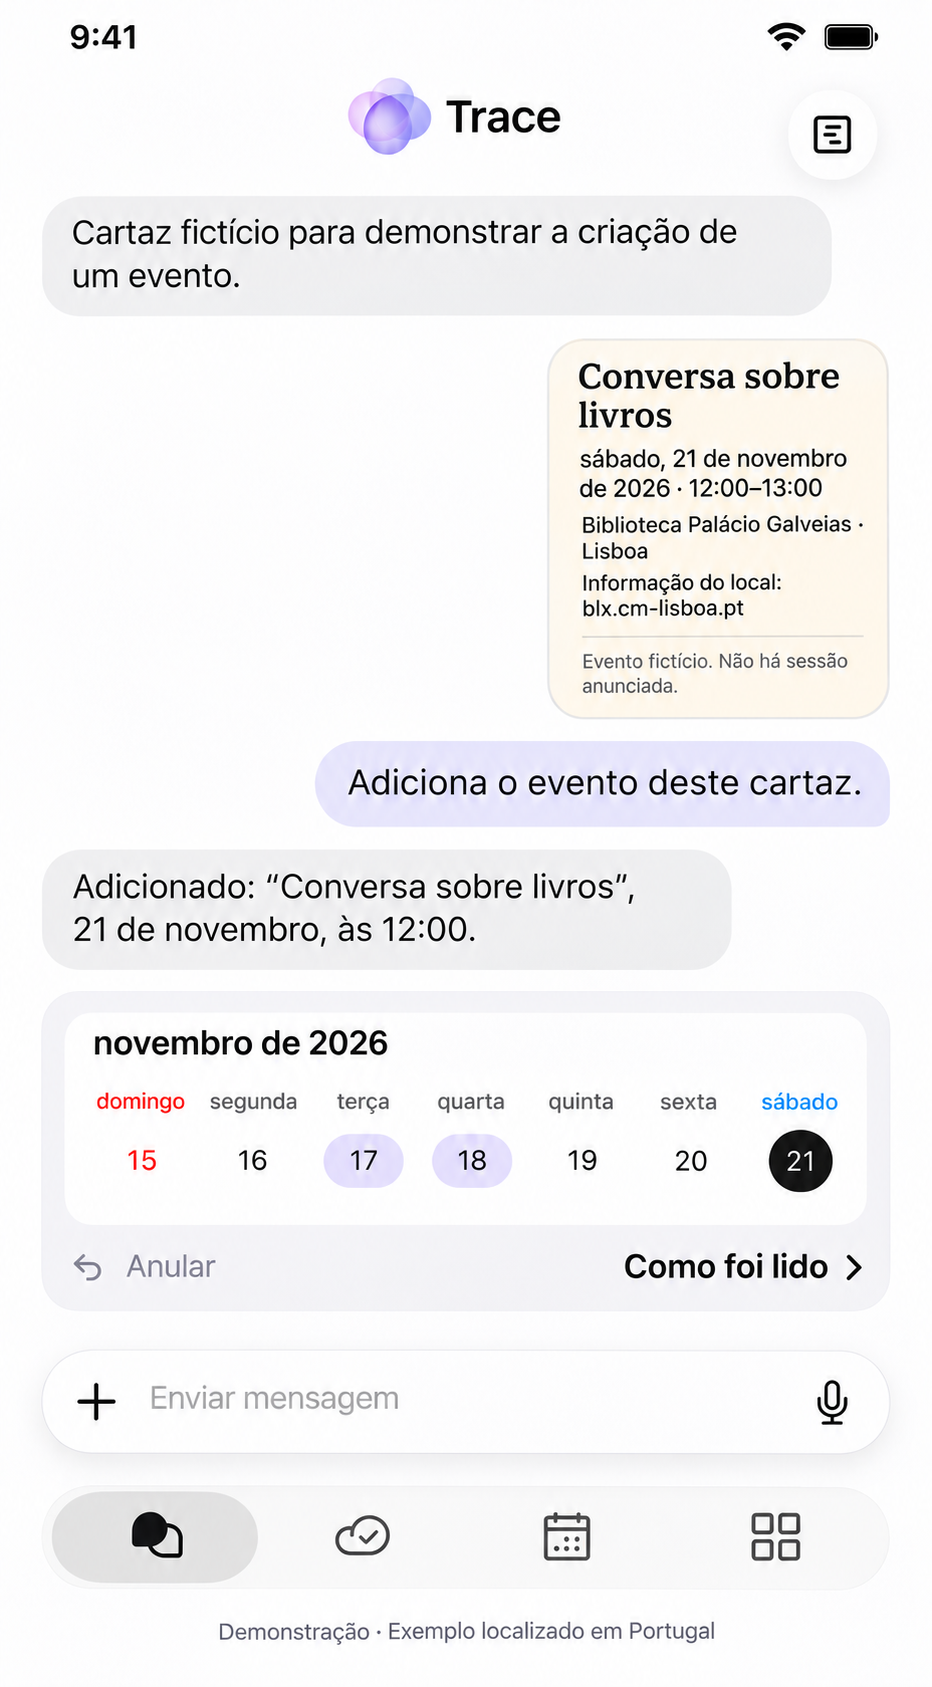 9:41
Trace
Cartaz fictício para demonstrar a criação de
um evento.
Conversa sobre
livros
sábado, 21 de novembro
de 2026 · 12:00–13:00
Biblioteca Palácio Galveias ·
Lisboa
Informação do local:
blx.cm-lisboa.pt
Evento fictício. Não há sessão
anunciada.
Adiciona o evento deste cartaz.
Adicionado: “Conversa sobre livros”,
21 de novembro, às 12:00.
novembro de 2026
domingo segunda terça quarta quinta sexta sábado
15 16 17 18 19 20 21
Anular Como foi lido
Enviar mensagem
Demonstração · Exemplo localizado em Portugal